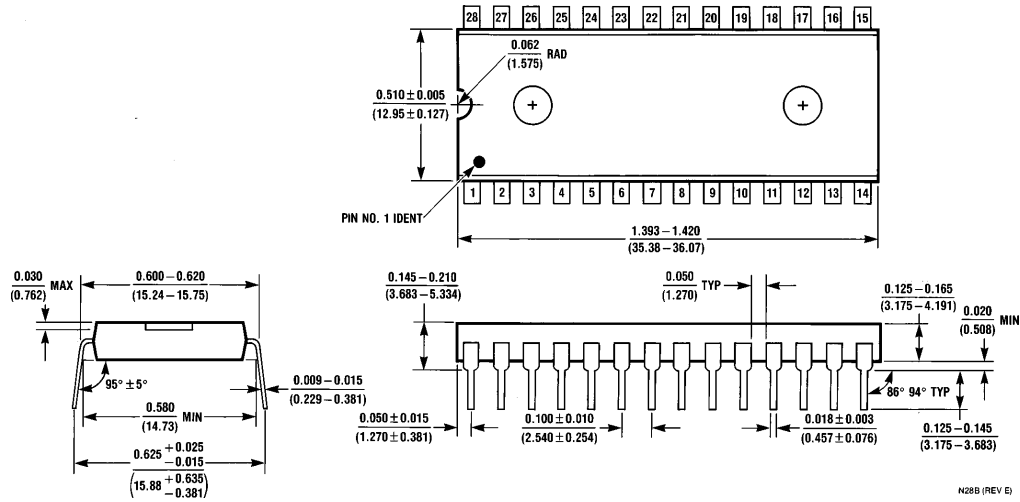 28 27 26 25 24 23 22 21 20 19 18 17 16 15
0.062
(1.575)
RAD
0.510 ± 0.005
(12.95 ± 0.127)
1 2 3 4 5 6 7 8 9 10 11 12 13 14
PIN NO. 1 IDENT
1.393 – 1.420
(35.38 – 36.07)
0.030
(0.762)
MAX
0.600 – 0.620
(15.24 – 15.75)
0.145 – 0.210
(3.683 – 5.334)
0.050
(1.270)
TYP
0.125 – 0.165
(3.175 – 4.191)
0.020
(0.508)
MIN
95° ± 5°
0.009 – 0.015
(0.229 – 0.381)
86° 94° TYP
0.580
(14.73)
MIN
0.050 ± 0.015
(1.270 ± 0.381)
0.100 ± 0.010
(2.540 ± 0.254)
0.018 ± 0.003
(0.457 ± 0.076)
0.125 – 0.145
(3.175 – 3.683)
0.625 + 0.025
– 0.015
(15.88 + 0.635
– 0.381)
N28B (REV E)